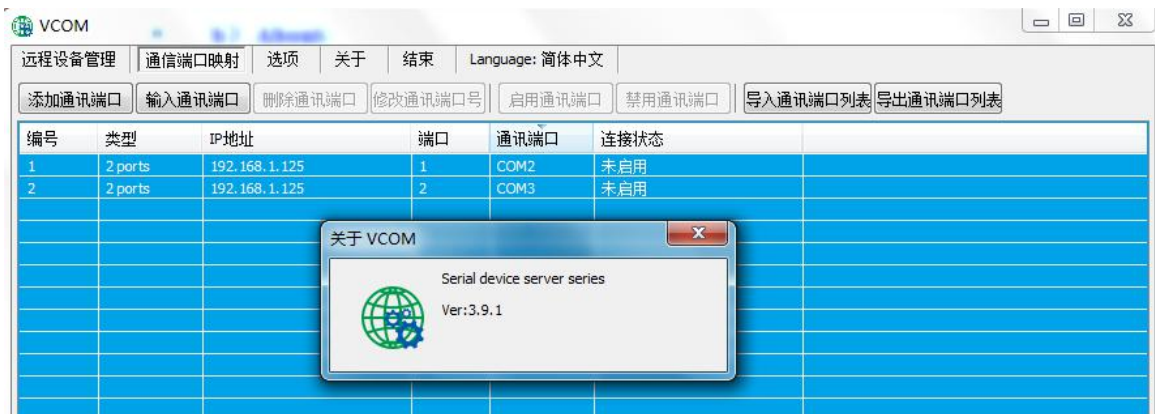 VCOM
远程设备管理 通信端口映射 选项 关于 结束 Language: 简体中文
添加通讯端口 输入通讯端口 删除通讯端口 修改通讯端口号 启用通讯端口 禁用通讯端口 导入通讯端口列表 导出通讯端口列表
编号 类型 IP地址 端口 通讯端口 连接状态
1 2 ports 192.168.1.125 1 COM2 未启用
2 2 ports 192.168.1.125 2 COM3 未启用
关于 VCOM
Serial device server series
Ver:3.9.1